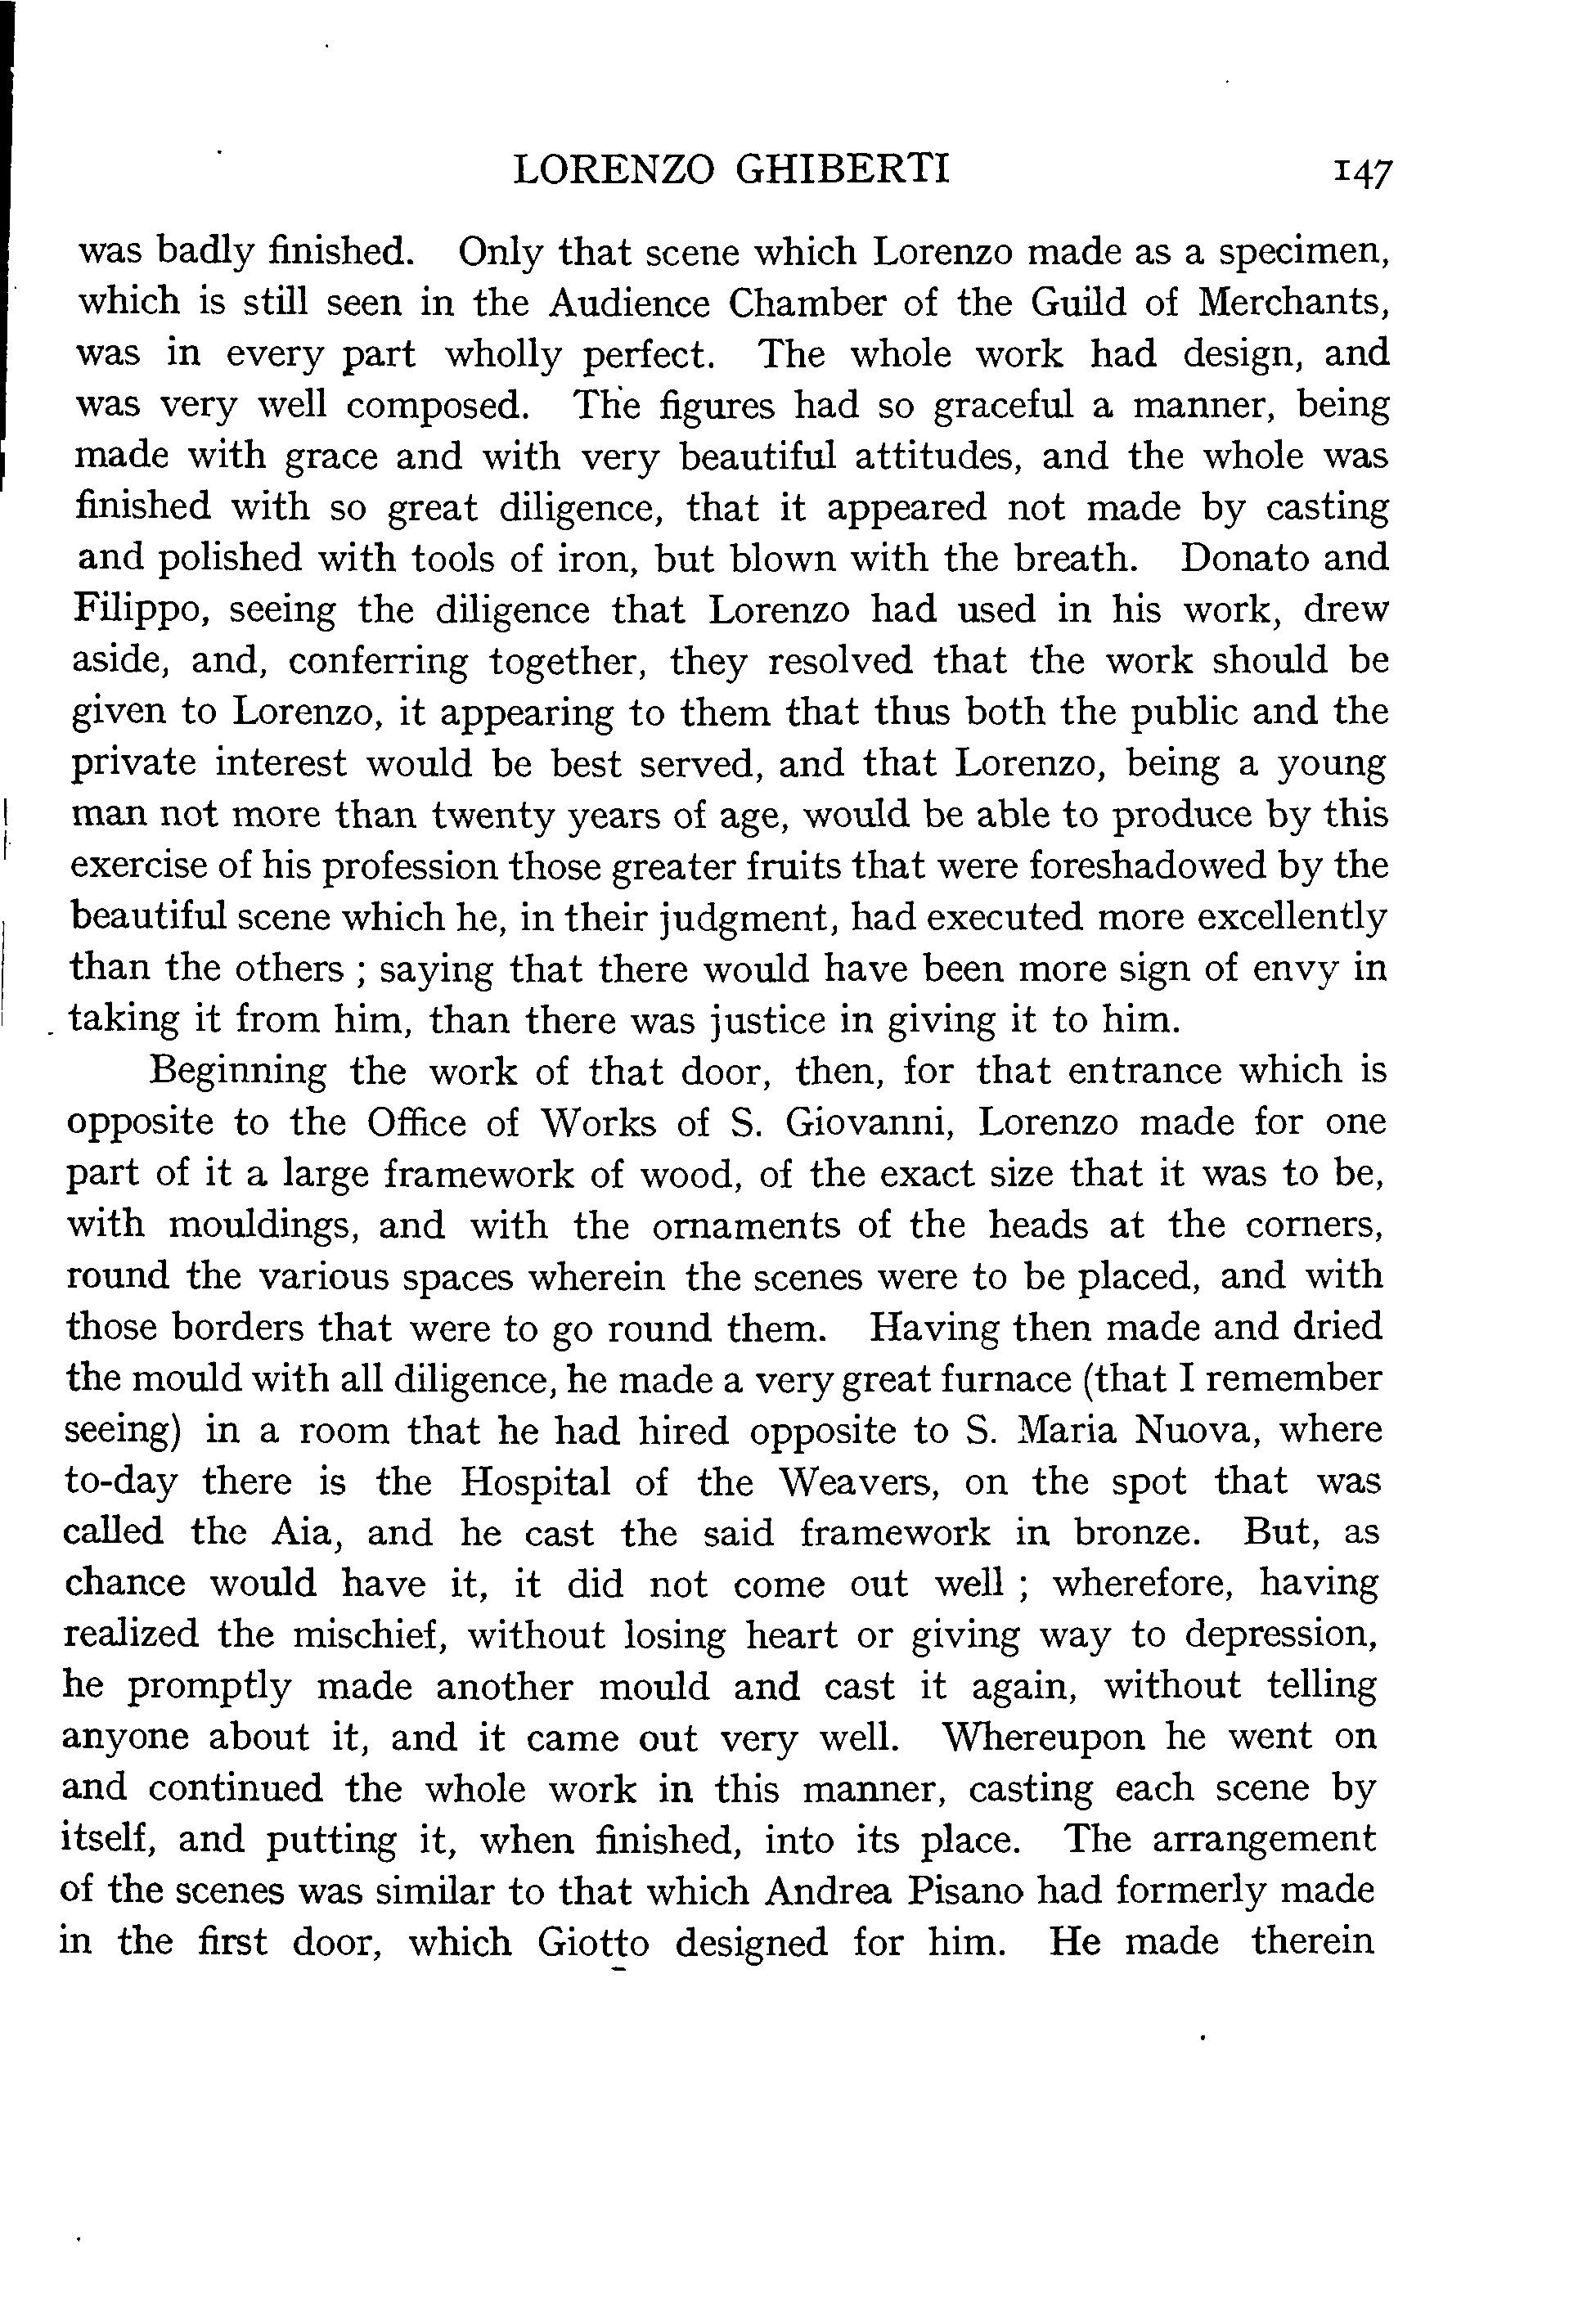 LORENZO GHIBERTI 147
was badly finished. Only that scene which Lorenzo made as a specimen,
which is still seen in the Audience Chamber of the Guild of Merchants,
was in every part wholly perfect. The whole work had design, and
was very well composed. The figures had so graceful a manner, being
made with grace and with very beautiful attitudes, and the whole was
finished with so great diligence, that it appeared not made by casting
and polished with tools of iron, but blown with the breath. Donato and
Filippo, seeing the diligence that Lorenzo had used in his work, drew
aside, and, conferring together, they resolved that the work should be
given to Lorenzo, it appearing to them that thus both the public and the
private interest would be best served, and that Lorenzo, being a young
man not more than twenty years of age, would be able to produce by this
exercise of his profession those greater fruits that were foreshadowed by the
beautiful scene which he, in their judgment, had executed more excellently
than the others ; saying that there would have been more sign of envy in
taking it from him, than there was justice in giving it to him.
Beginning the work of that door, then, for that entrance which is
opposite to the Office of Works of S. Giovanni, Lorenzo made for one
part of it a large framework of wood, of the exact size that it was to be,
with mouldings, and with the ornaments of the heads at the corners,
round the various spaces wherein the scenes were to be placed, and with
those borders that were to go round them. Having then made and dried
the mould with all diligence, he made a very great furnace (that I remember
seeing) in a room that he had hired opposite to S. Maria Nuova, where
to-day there is the Hospital of the Weavers, on the spot that was
called the Aia, and he cast the said framework in bronze. But, as
chance would have it, it did not come out well ; wherefore, having
realized the mischief, without losing heart or giving way to depression,
he promptly made another mould and cast it again, without telling
anyone about it, and it came out very well. Whereupon he went on
and continued the whole work in this manner, casting each scene by
itself, and putting it, when finished, into its place. The arrangement
of the scenes was similar to that which Andrea Pisano had formerly made
in the first door, which Giotto designed for him. He made therein